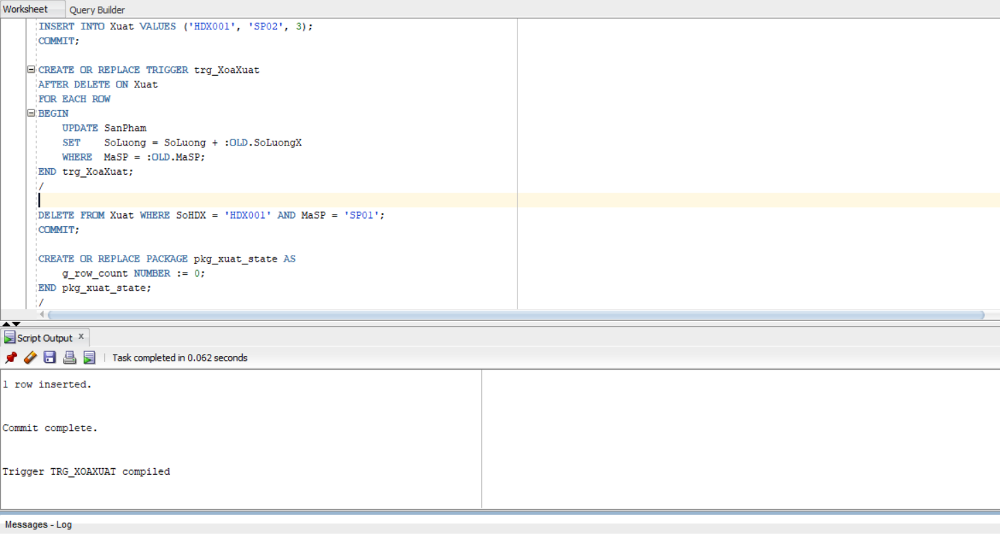 Worksheet Query Builder
INSERT INTO Xuat VALUES ('HDX001', 'SP02', 3);
COMMIT;
CREATE OR REPLACE TRIGGER trg_XoaXuat
AFTER DELETE ON Xuat
FOR EACH ROW
BEGIN
UPDATE SanPham
SET SoLuong = SoLuong + :OLD.SoLuongX
WHERE MaSP = :OLD.MaSP;
END trg_XoaXuat;
/
DELETE FROM Xuat WHERE SoHDX = 'HDX001' AND MaSP = 'SP01';
COMMIT;
CREATE OR REPLACE PACKAGE pkg_xuat_state AS
g_row_count NUMBER := 0;
END pkg_xuat_state;
/
Script Output x
Task completed in 0.062 seconds
1 row inserted.
Commit complete.
Trigger TRG_XOAXUAT compiled
Messages - Log